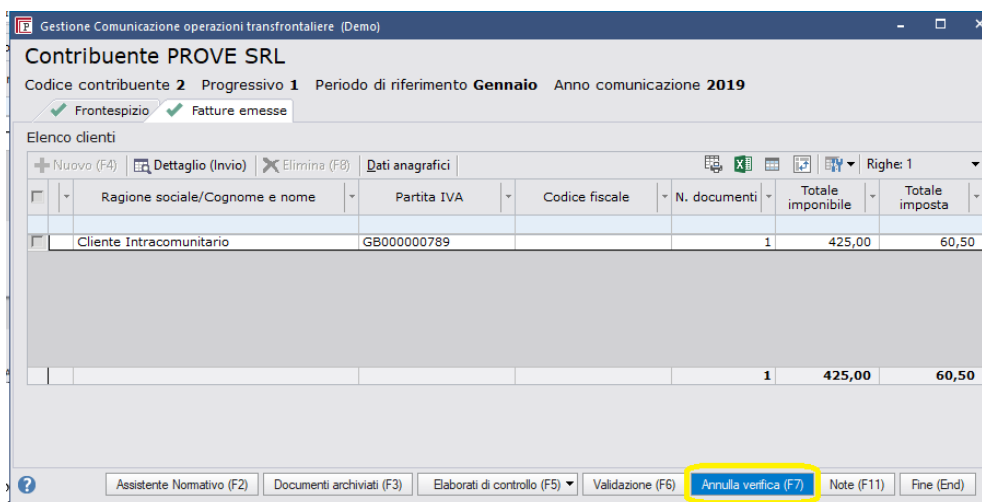 Gestione Comunicazione operazioni transfrontaliere (Demo)
Contribuente PROVE SRL
Codice contribuente 2 Progressivo 1 Periodo di riferimento Gennaio Anno comunicazione 2019
Frontespizio Fatture emesse
Elenco clienti
Nuovo (F4) Dettaglio (Invio) Elimina (F8) Dati anagrafici Righe: 1
Ragione sociale/Cognome e nome Partita IVA Codice fiscale N. documenti Totale imponibile Totale imposta
Cliente Intracomunitario GB000000789 1 425,00 60,50
1 425,00 60,50
Assistente Normativo (F2) Documenti archiviati (F3) Elaborati di controllo (F5) Validazione (F6) Annulla verifica (F7) Note (F11) Fine (End)